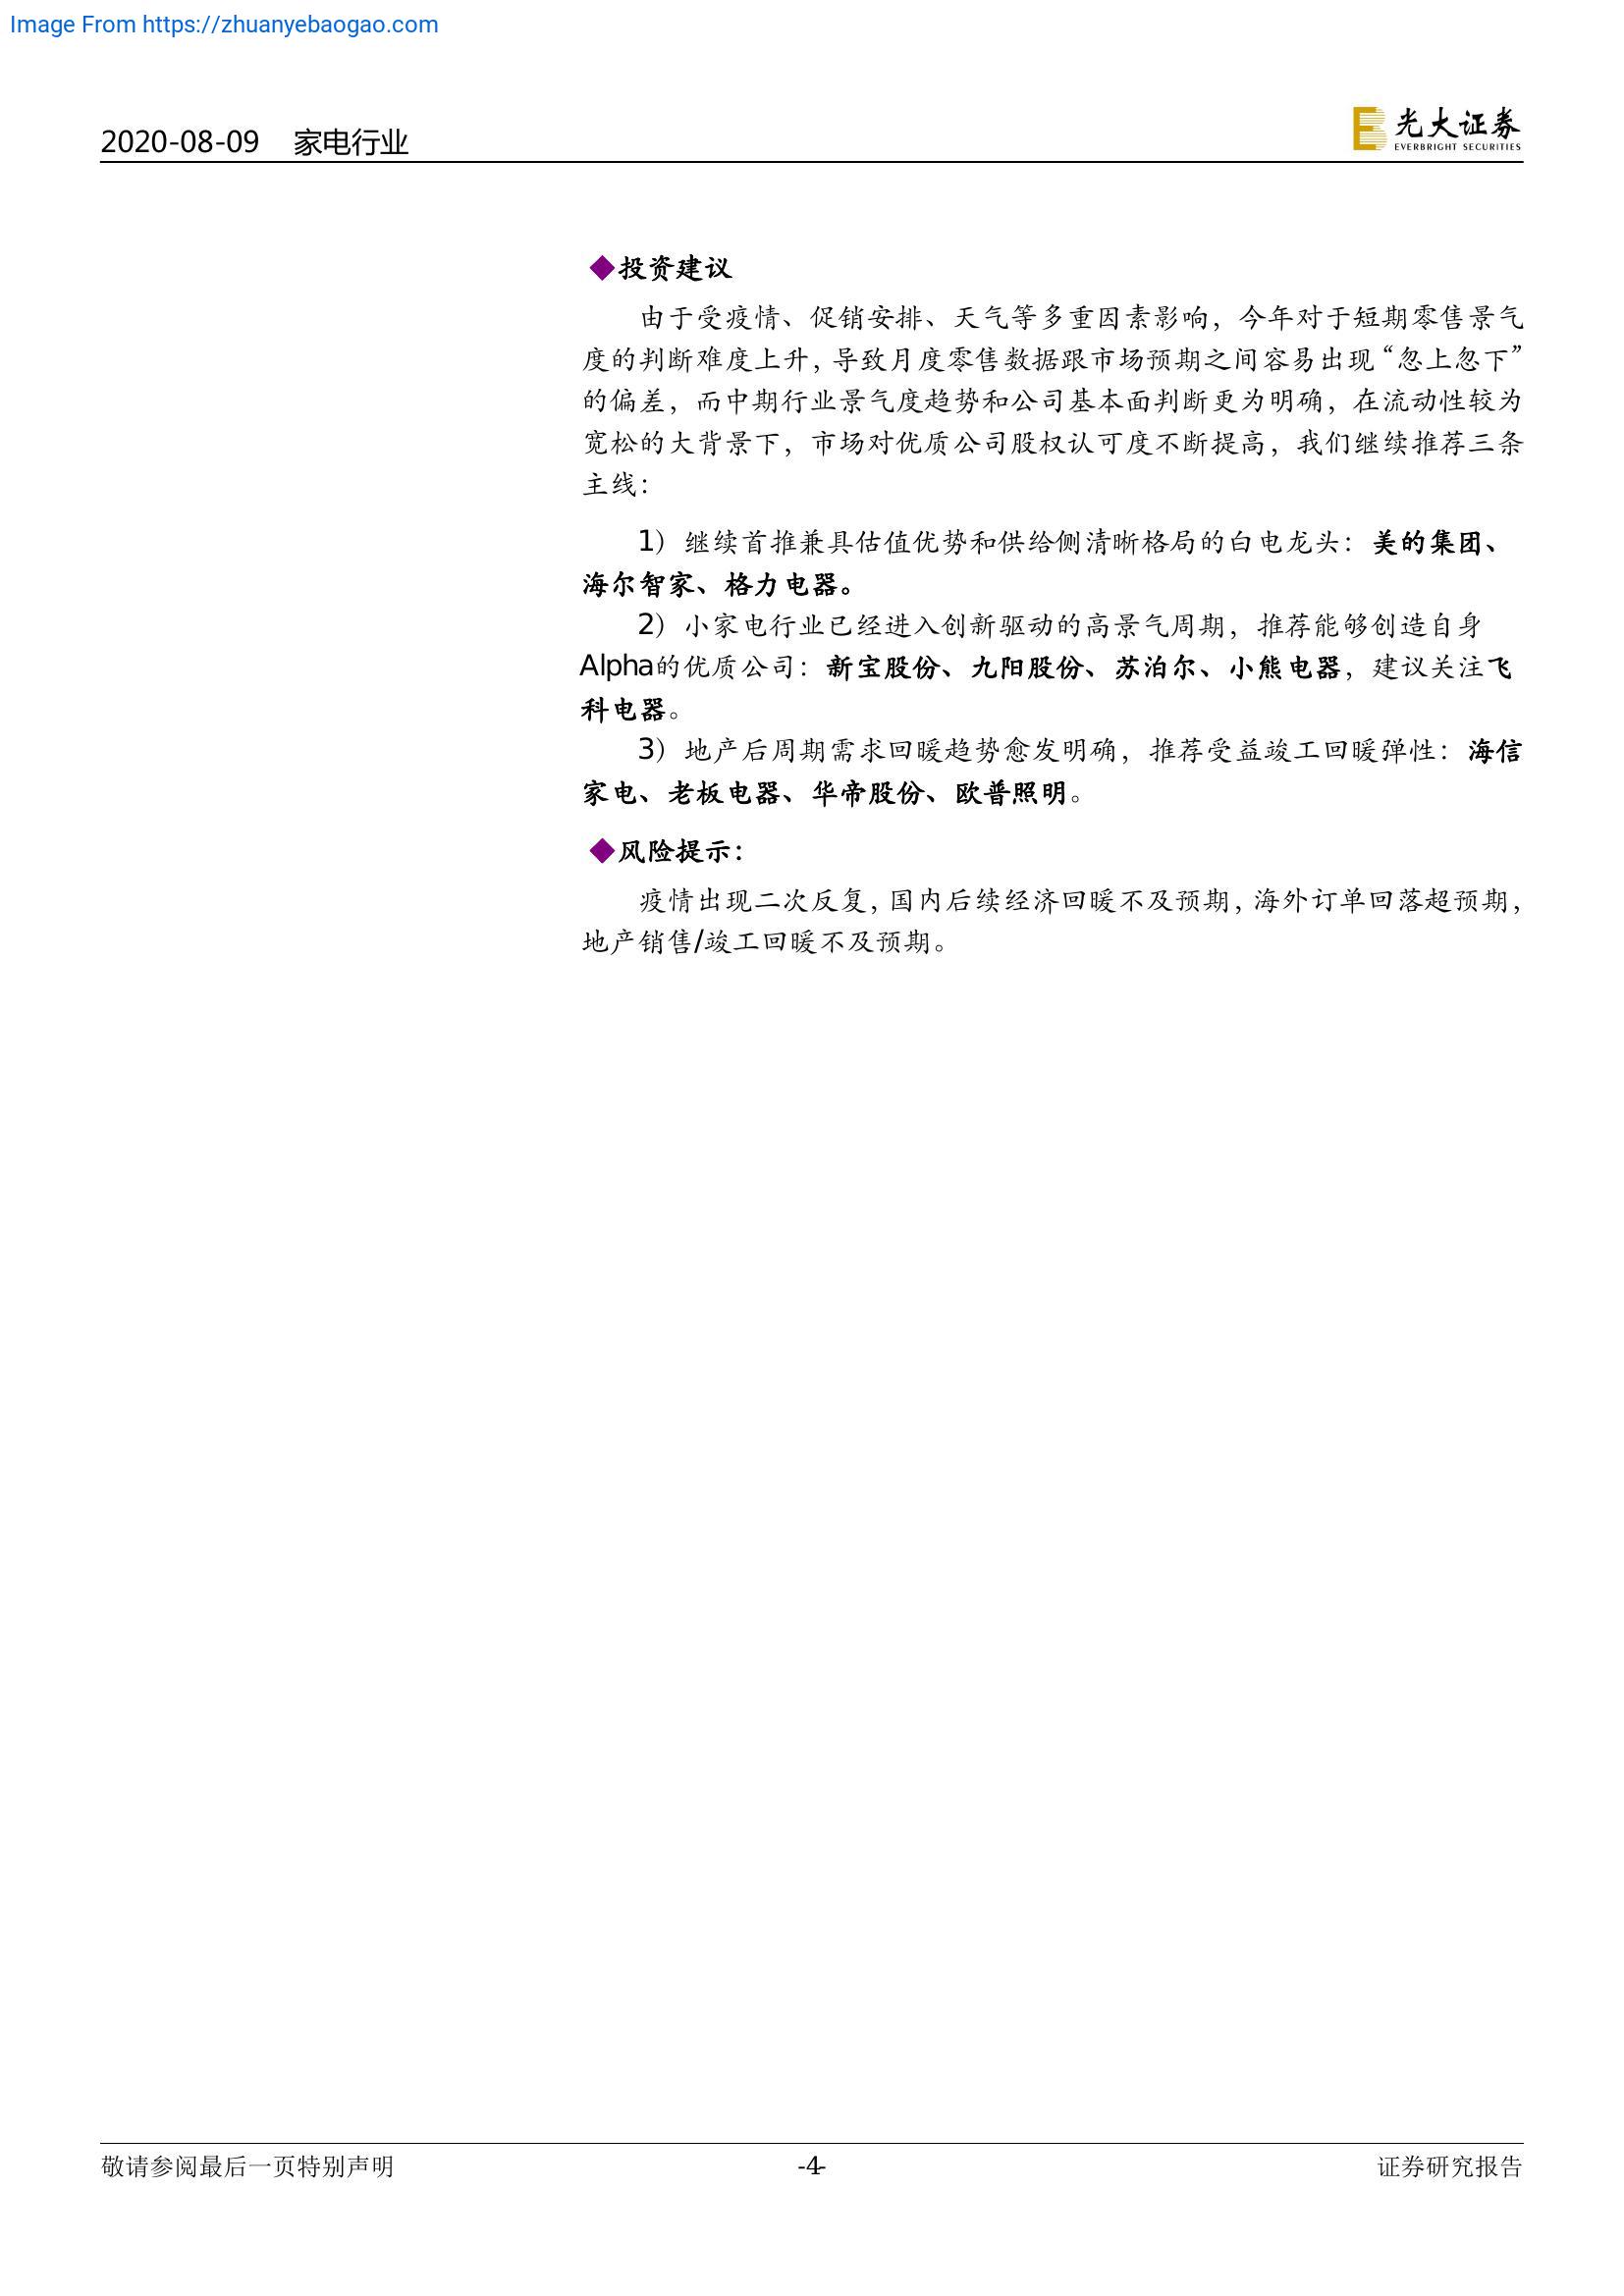 Image From https://zhuanyebaogao.com
2020-08-09 家电行业
光大证券
EVERBRIGHT SECURITIES
◆投资建议
由于受疫情、促销安排、天气等多重因素影响，今年对于短期零售景气
度的判断难度上升，导致月度零售数据跟市场预期之间容易出现“忽上忽下”
的偏差，而中期行业景气度趋势和公司基本面判断更为明确，在流动性较为
宽松的大背景下，市场对优质公司股权认可度不断提高，我们继续推荐三条
主线：
1）继续首推兼具估值优势和供给侧清晰格局的白电龙头：美的集团、
海尔智家、格力电器。
2）小家电行业已经进入创新驱动的高景气周期，推荐能够创造自身
Alpha的优质公司：新宝股份、九阳股份、苏泊尔、小熊电器，建议关注飞
科电器。
3）地产后周期需求回暖趋势愈发明确，推荐受益竣工回暖弹性：海信
家电、老板电器、华帝股份、欧普照明。
◆风险提示：
疫情出现二次反复，国内后续经济回暖不及预期，海外订单回落超预期，
地产销售/竣工回暖不及预期。
敬请参阅最后一页特别声明
-4-
证券研究报告